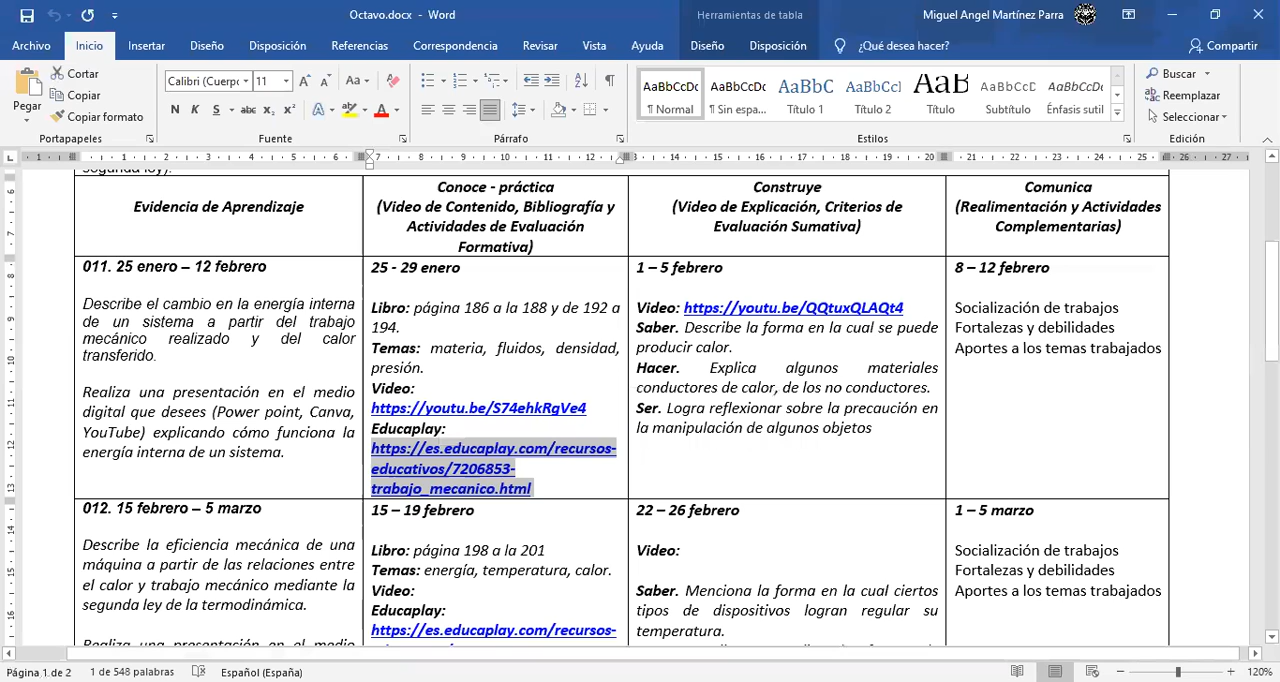 Octavo.docx - Word
Herramientas de tabla
Miguel Angel Martínez Parra
Archivo Inicio Insertar Diseño Disposición Referencias Correspondencia Revisar Vista Ayuda Diseño Disposición ¿Qué desea hacer? Compartir
Pegar
Cortar
Copiar
Copiar formato
Portapapeles
Calibri (Cuerpo 11
N K S abc x₂ x²
Fuente
Párrafo
AaBbCcDc AaBbCcDc AaBbC AaBbCcI AaB AaBbCcD AaBbCcDc
¶ Normal ¶ Sin espa... Título 1 Título 2 Título Subtítulo Énfasis sutil
Estilos
Buscar
Reemplazar
Seleccionar
Edición
segunda ley).
Evidencia de Aprendizaje
Conoce - práctica
(Video de Contenido, Bibliografía y
Actividades de Evaluación
Formativa)
Construye
(Video de Explicación, Criterios de
Evaluación Sumativa)
Comunica
(Realimentación y Actividades
Complementarias)
011. 25 enero – 12 febrero
Describe el cambio en la energía interna
de un sistema a partir del trabajo
mecánico realizado y del calor
transferido.
Realiza una presentación en el medio
digital que desees (Power point, Canva,
YouTube) explicando cómo funciona la
energía interna de un sistema.
25 - 29 enero
Libro: página 186 a la 188 y de 192 a
194.
Temas: materia, fluidos, densidad,
presión.
Video:
https://youtu.be/S74ehkRgVe4
Educaplay:
https://es.educaplay.com/recursos-
educativos/7206853-
trabajo_mecanico.html
1 – 5 febrero
Video: https://youtu.be/QQtuxQLAQt4
Saber. Describe la forma en la cual se puede
producir calor.
Hacer. Explica algunos materiales
conductores de calor, de los no conductores.
Ser. Logra reflexionar sobre la precaución en
la manipulación de algunos objetos
8 – 12 febrero
Socialización de trabajos
Fortalezas y debilidades
Aportes a los temas trabajados
012. 15 febrero – 5 marzo
Describe la eficiencia mecánica de una
máquina a partir de las relaciones entre
el calor y trabajo mecánico mediante la
segunda ley de la termodinámica.
Realiza una presentación en el medio
15 – 19 febrero
Libro: página 198 a la 201
Temas: energía, temperatura, calor.
Video:
Educaplay:
https://es.educaplay.com/recursos-
22 – 26 febrero
Video:
Saber. Menciona la forma en la cual ciertos
tipos de dispositivos logran regular su
temperatura.
1 – 5 marzo
Socialización de trabajos
Fortalezas y debilidades
Aportes a los temas trabajados
Página 1 de 2 1 de 548 palabras Español (España) 120%